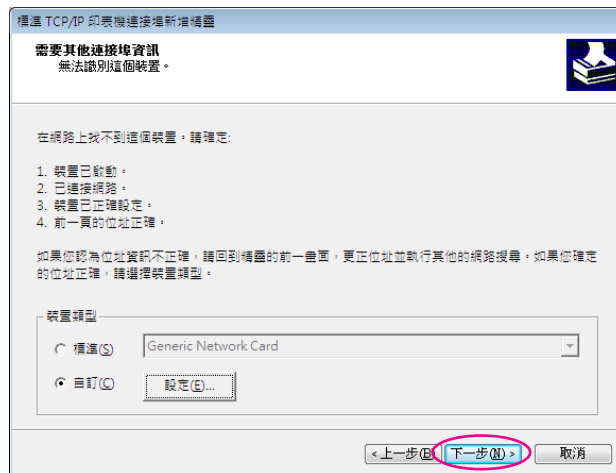 標準 TCP/IP 印表機連接埠新增精靈
需要其他連接埠資訊
無法識別這個裝置。
在網路上找不到這個裝置。請確定:
1. 裝置已啟動。
2. 已連接網路。
3. 裝置已正確設定。
4. 前一頁的位址正確。
如果您認為位址資訊不正確，請回到精靈的前一畫面，更正位址並執行其他的網路搜尋。如果您確定
的位址正確，請選擇裝置類型。
裝置類型
標準(S) Generic Network Card
自訂(C) 設定(E)...
<上一步(B) 下一步(N) > 取消